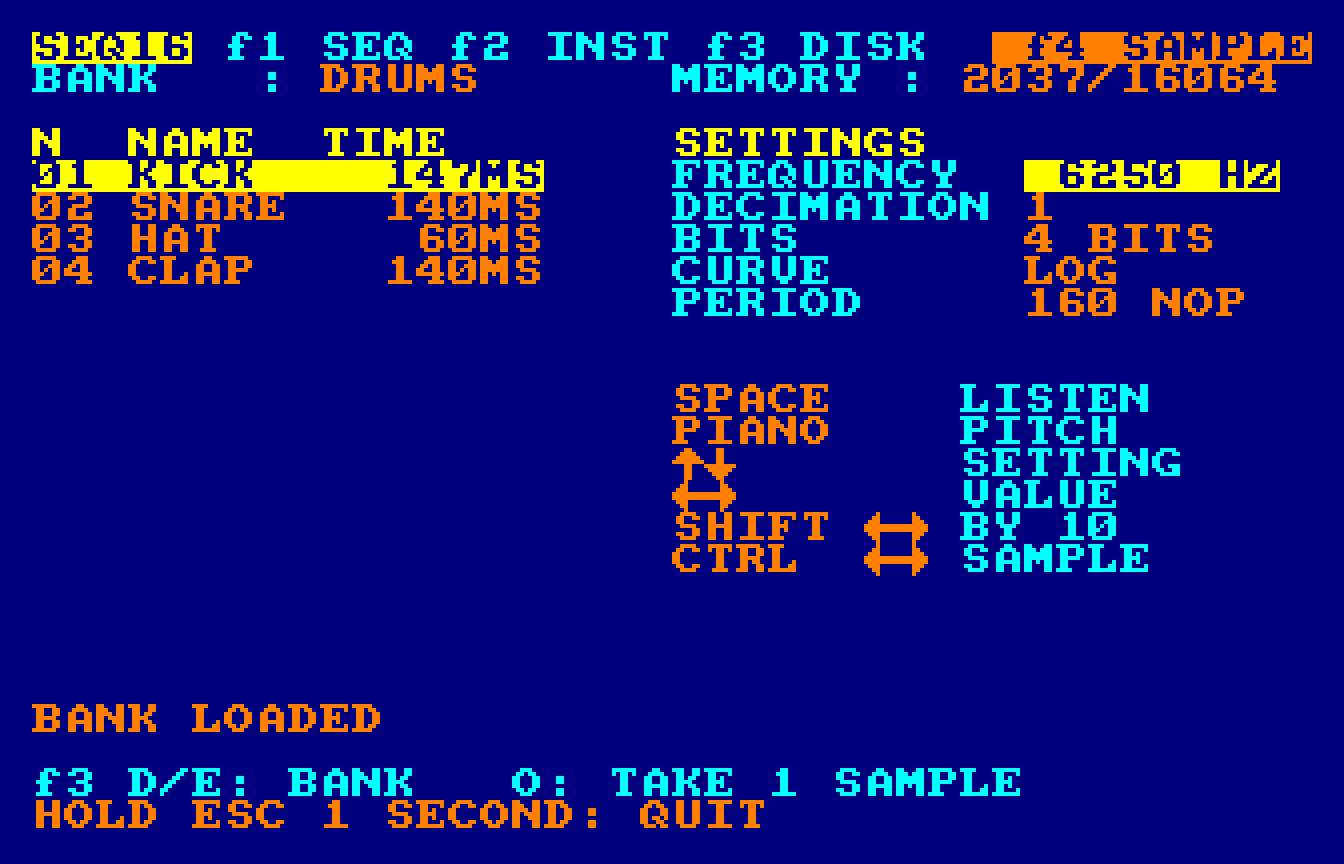 SEQ16 f1 SEQ f2 INST f3 DISK f4 SAMPLE
BANK : DRUMS MEMORY : 2037/16064
N NAME TIME SETTINGS
01 KICK 147MS FREQUENCY 6250 HZ
02 SNARE 140MS DECIMATION 1
03 HAT 60MS BITS 4 BITS
04 CLAP 140MS CURVE LOG
PERIOD 160 NOP
SPACE LISTEN
PIANO PITCH
↑↓ SETTING
↔ VALUE
SHIFT ↔ BY 10
CTRL ↔ SAMPLE
BANK LOADED
f3 D/E: BANK O: TAKE 1 SAMPLE
HOLD ESC 1 SECOND: QUIT